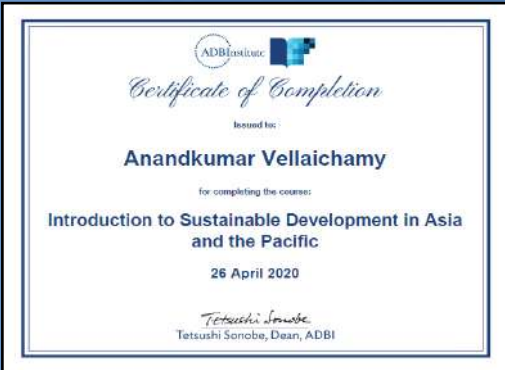 ADBInstitute
Certificate of Completion
Issued to:
Anandkumar Vellaichamy
for completing the course:
Introduction to Sustainable Development in Asia
and the Pacific
26 April 2020
Tetsushi Sonobe
Tetsushi Sonobe, Dean, ADBI